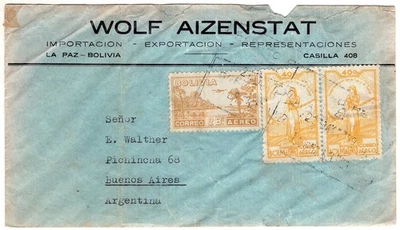 WOLF AIZENSTAT
IMPORTACION - EXPORTACION - REPRESENTACIONES
LA PAZ - BOLIVIA CASILLA 408
BOLIVIA
CORREO AEREO
Señor
E. Walther
Pichincha 68
Buenos Aires
Argentina